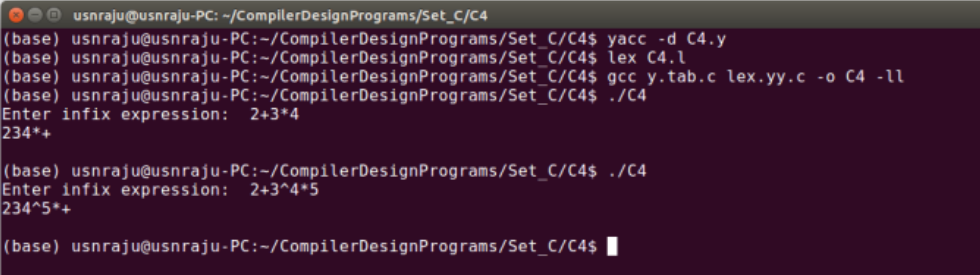 usnraju@usnraju-PC: ~/CompilerDesignPrograms/Set_C/C4
(base) usnraju@usnraju-PC:~/CompilerDesignPrograms/Set_C/C4$ yacc -d C4.y
(base) usnraju@usnraju-PC:~/CompilerDesignPrograms/Set_C/C4$ lex C4.l
(base) usnraju@usnraju-PC:~/CompilerDesignPrograms/Set_C/C4$ gcc y.tab.c lex.yy.c -o C4 -ll
(base) usnraju@usnraju-PC:~/CompilerDesignPrograms/Set_C/C4$ ./C4
Enter infix expression:  2+3*4
234*+
(base) usnraju@usnraju-PC:~/CompilerDesignPrograms/Set_C/C4$ ./C4
Enter infix expression:  2+3^4*5
234^5*+
(base) usnraju@usnraju-PC:~/CompilerDesignPrograms/Set_C/C4$